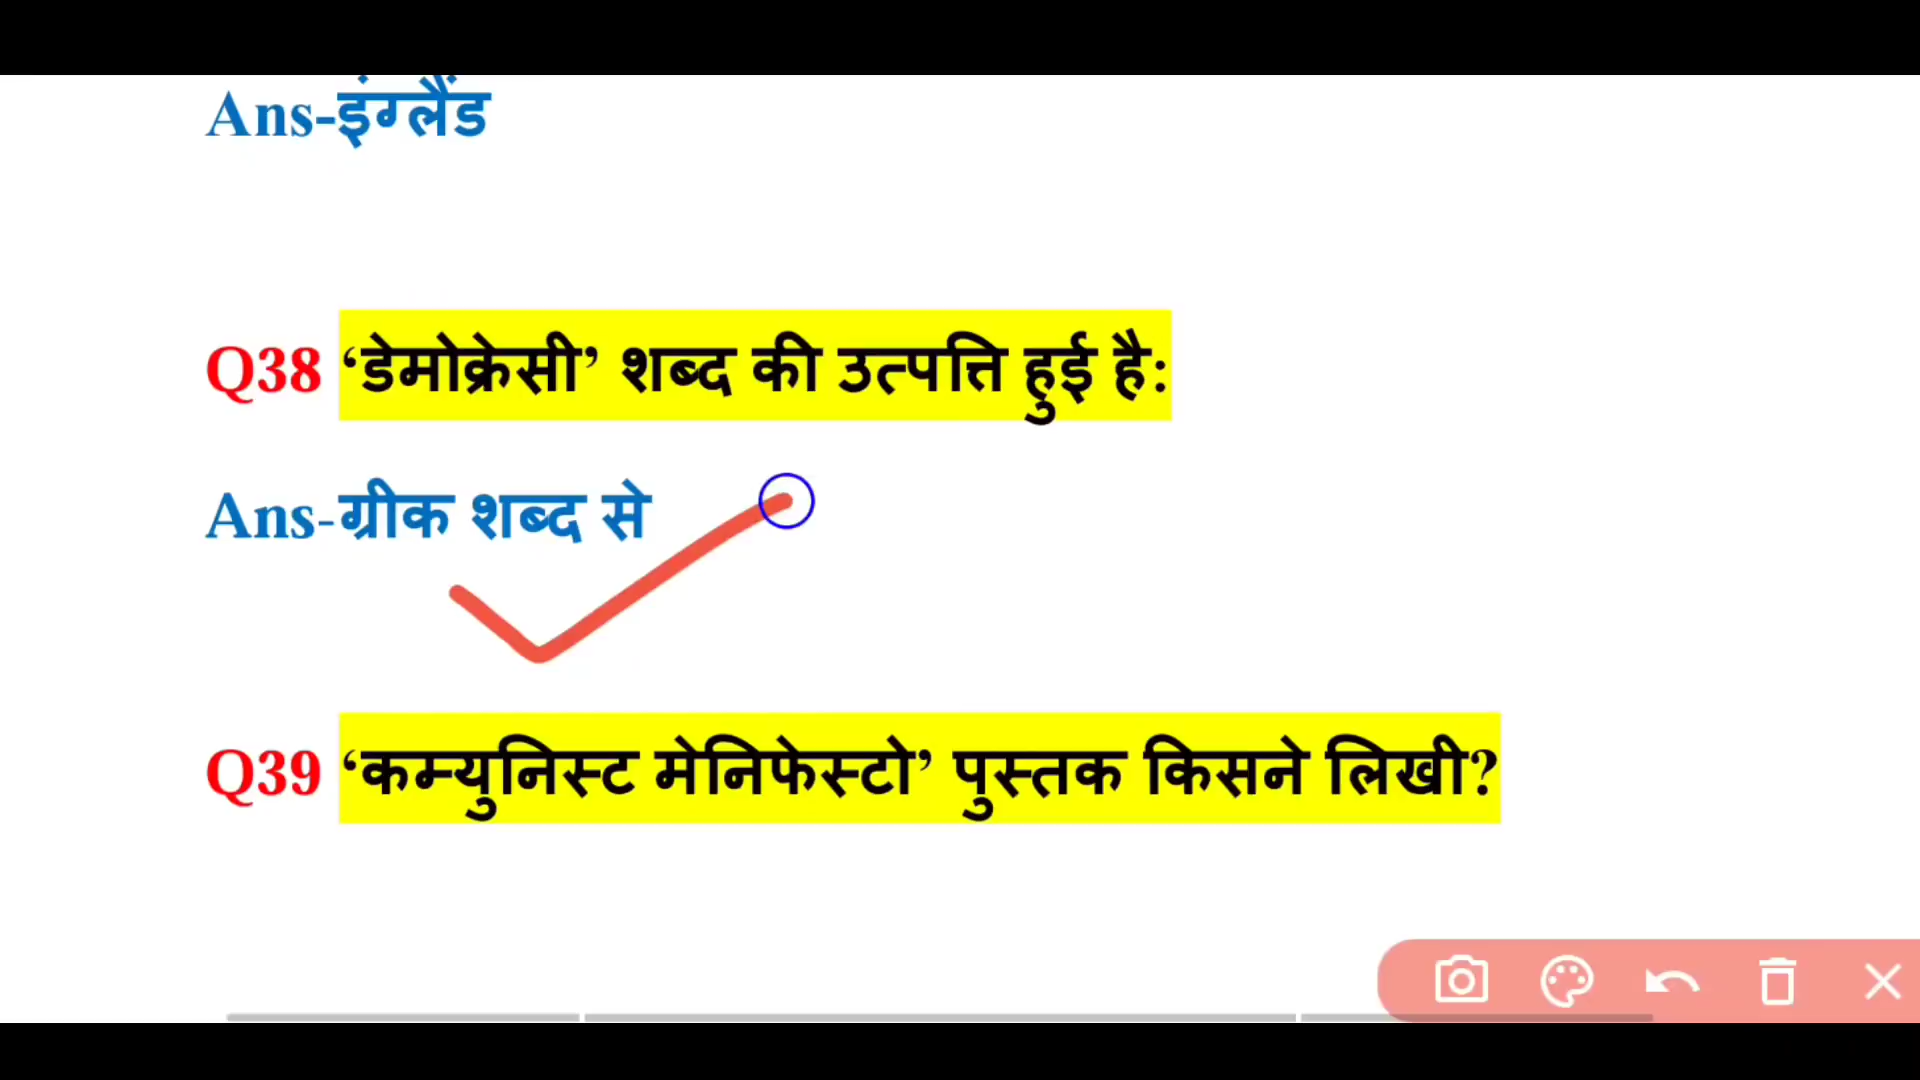 Ans-इंग्लैंड
Q38 ‘डेमोक्रेसी’ शब्द की उत्पत्ति हुई है:
Ans-ग्रीक शब्द से
Q39 ‘कम्युनिस्ट मेनिफेस्टो’ पुस्तक किसने लिखी?